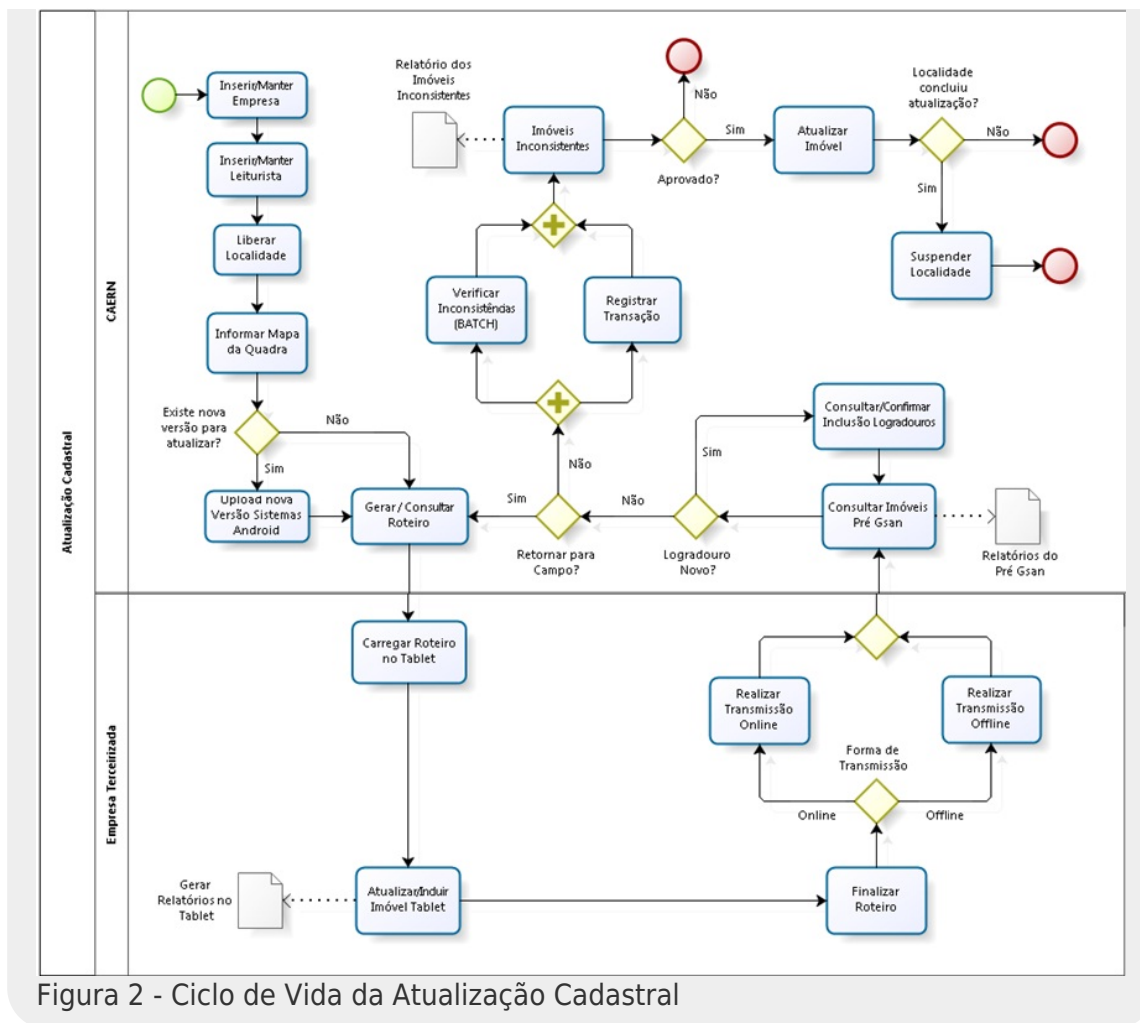 Atualização Cadastral
CAERN
Inserir/Manter
Empresa
Inserir/Manter
Leiturista
Liberar
Localidade
Informar Mapa
da Quadra
Existe nova
versão para
atualizar?
Não
Sim
Upload nova
Versão Sistemas
Android
Gerar / Consultar
Roteiro
Relatório dos
Imóveis
Inconsistentes
Imóveis
Inconsistentes
Não
Sim
Aprovado?
Atualizar
Imóvel
Localidade
concluiu
atualização?
Não
Sim
Suspender
Localidade
Verificar
Inconsistências
(BATCH)
Registrar
Transação
Não
Sim
Retornar para
Campo?
Não
Logradouro
Novo?
Sim
Consultar/Confirmar
Inclusão Logradouros
Consultar Imóveis
Pré Gsan
Relatórios do
Pré Gsan
Empresa Terceirizada
Carregar Roteiro
no Tablet
Realizar
Transmissão
Online
Realizar
Transmissão
Offline
Forma de
Transmissão
Online
Offline
Gerar
Relatórios no
Tablet
Atualizar/Induir
Imóvel Tablet
Finalizar
Roteiro
Figura 2 - Ciclo de Vida da Atualização Cadastral